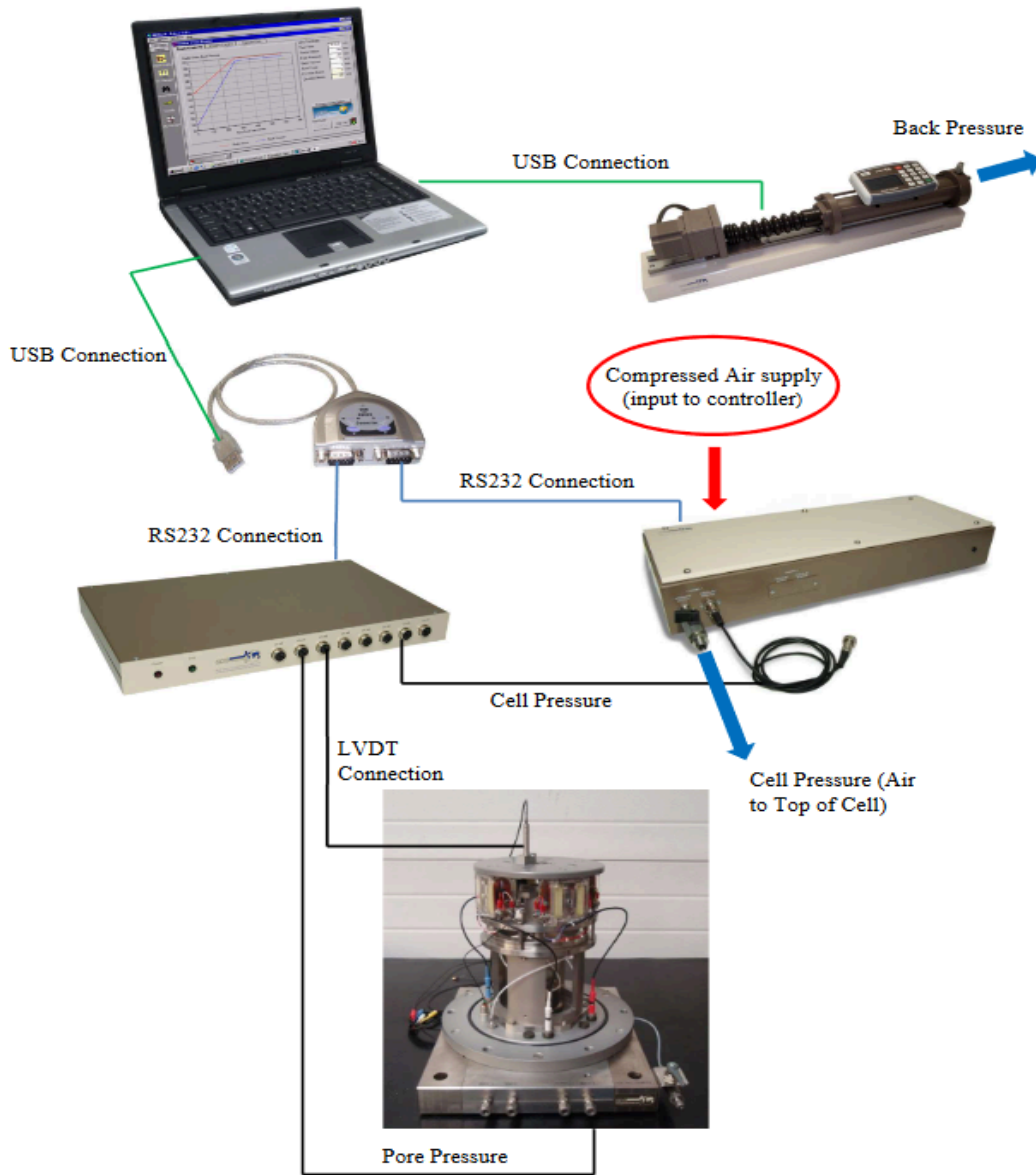 Back Pressure
USB Connection
USB Connection
Compressed Air supply
(input to controller)
RS232 Connection
RS232 Connection
Cell Pressure
LVDT
Connection
Cell Pressure (Air
to Top of Cell)
Pore Pressure